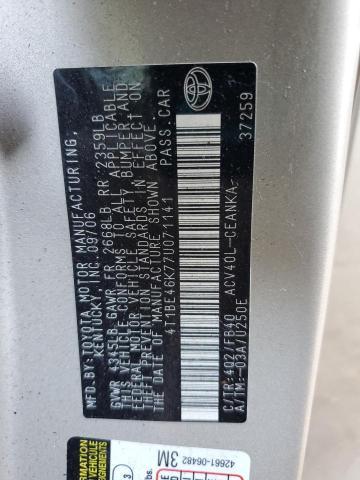 MFD.BY:TOYOTA MOTOR MANUFACTURING,
KENTUCKY, INC. 09/06
GVWR 4345LB GAWR FR 2668LB RR 2359LB
THIS VEHICLE CONFORMS TO ALL APPLICABLE
FEDERAL MOTOR VEHICLE SAFETY, BUMPER, AND
THEFT PREVENTION STANDARDS IN EFFECT ON
THE DATE OF MANUFACTURE SHOWN ABOVE.
4T1BE46K77U071141 PASS.CAR
C/TR:4Q2/FB40 ACV40L-CEANKA
A/TM:-03A/U250E 37259
42661-06482
3M